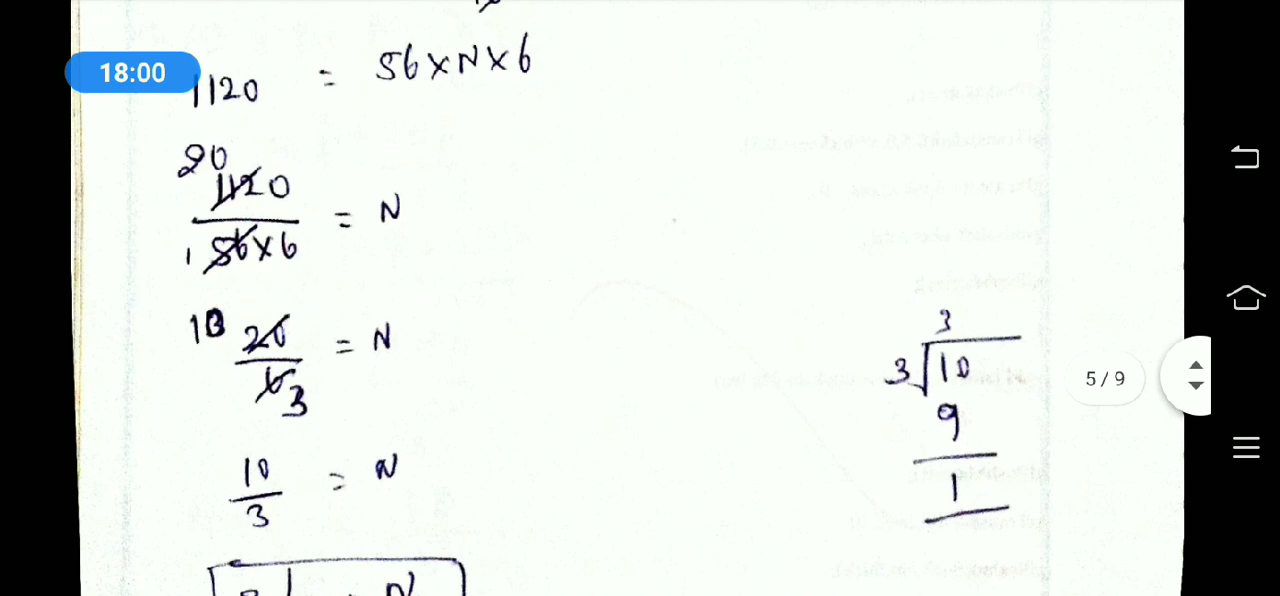 18:00
1120 = 56×N×6
20
1120
1 56×6 = N
10 20
6 3 = N
10
3 = N
3
3 10
9
1
5 / 9
N